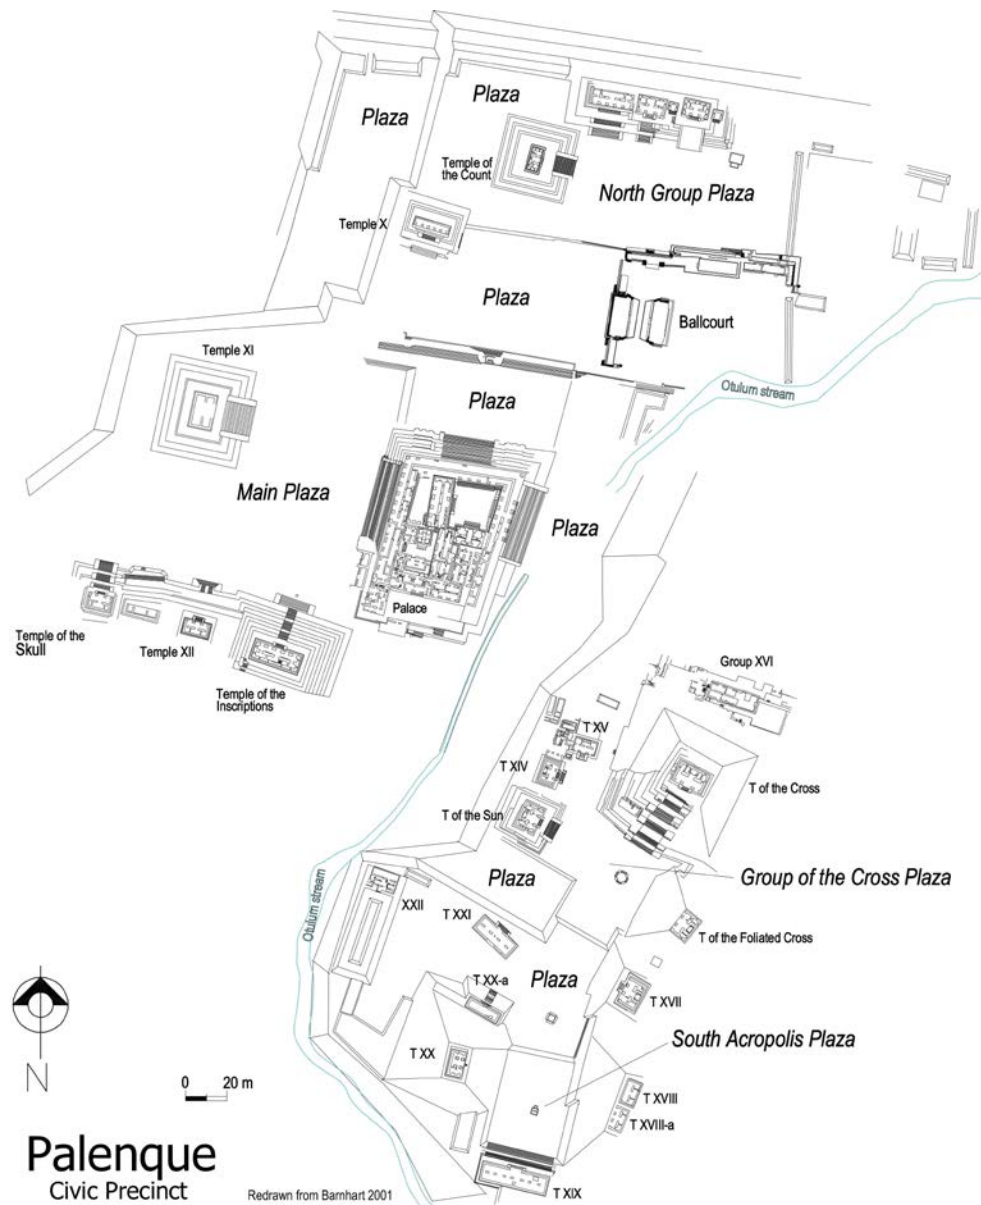 Plaza
Plaza
Temple of
the Count
North Group Plaza
Temple X
Plaza
Ballcourt
Temple XI
Otulum stream
Plaza
Main Plaza
Plaza
Palace
Temple of the
Skull
Temple XII
Temple of the
Inscriptions
Group XVI
T XV
T XIV
T of the Cross
T of the Sun
Plaza
Group of the Cross Plaza
Otulum stream
XXII
T XXI
T of the Foliated Cross
T XX-a
Plaza
T XVII
South Acropolis Plaza
T XX
N
0 20 m
T XVIII
T XVIII-a
Palenque
Civic Precinct
Redrawn from Barnhart 2001
T XIX